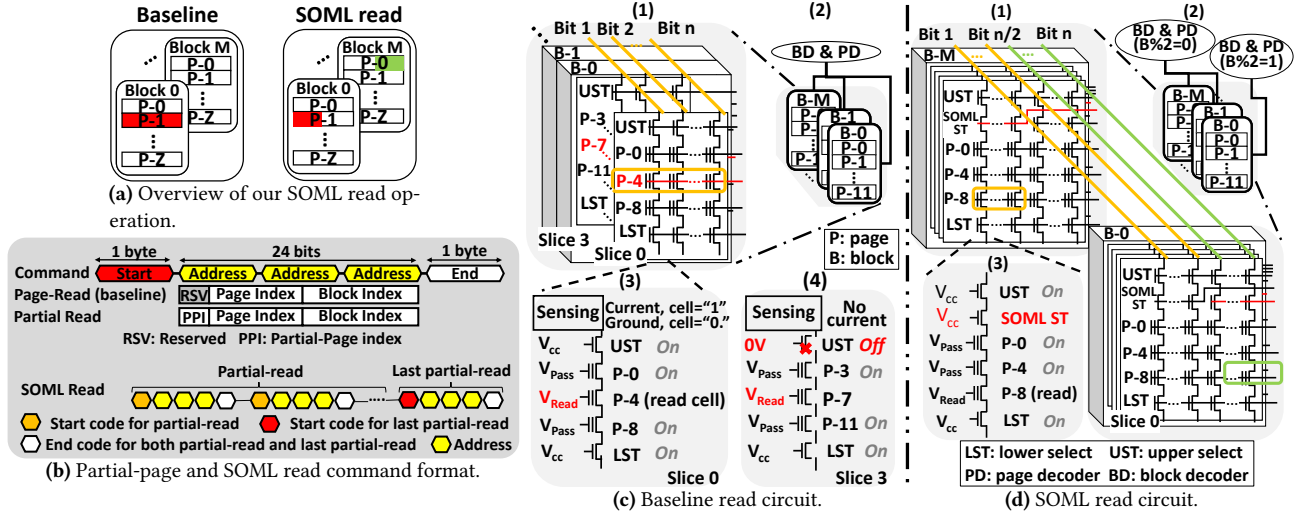 Baseline
SOML read
Block M
P-0
P-1
Block 0
P-0
P-1
P-Z
P-Z
Block M
P-0
P-1
Block 0
P-0
P-1
P-Z
P-Z
(a) Overview of our SOML read op-
eration.
1 byte 24 bits 1 byte
Command Start Address Address Address End
Page-Read (baseline) RSV Page Index Block Index
Partial Read PPI Page Index Block Index
RSV: Reserved PPI: Partial-Page index
Partial-read Last partial-read
SOML Read
Start code for partial-read Start code for last partial-read
End code for both partial-read and last partial-read Address
(b) Partial-page and SOML read command format.
(1)
Bit 1 Bit 2 Bit n
B-1
B-0
UST
P-3
P-7
P-11
LST
UST
P-0
P-4
P-8
LST
Slice 3
Slice 0
(2)
BD & PD
B-M
P-
P-
P-1
B-1
B-0
P-0
P-1
P-11
P: page
B: block
(3)
Sensing Current, cell="1"
Ground, cell="0."
Vcc UST On
VPass P-0 On
VRead P-4 (read cell)
VPass P-8 On
Vcc LST On
Slice 0
(4)
Sensing No
current
0V UST Off
VPass P-3 On
VRead P-7
VPass P-11 On
Vcc LST On
Slice 3
(c) Baseline read circuit.
(1)
Bit 1 Bit n/2 Bit n
B-M
UST
SOML
ST
P-0
P-4
P-8
LST
Slice 0
(2)
BD & PD
(B%2=0)
BD & PD
(B%2=1)
B-M
P-
P-
P-1
B-1
B-0
P-0
P-1
P-11
(3)
Vcc UST On
Vcc SOML ST
VPass P-0 On
VPass P-4 On
VRead P-8 (read)
Vcc LST On
B-0
UST
SOML
ST
P-0
P-4
P-8
LST
Slice 0
LST: lower select UST: upper select
PD: page decoder BD: block decoder
(d) SOML read circuit.